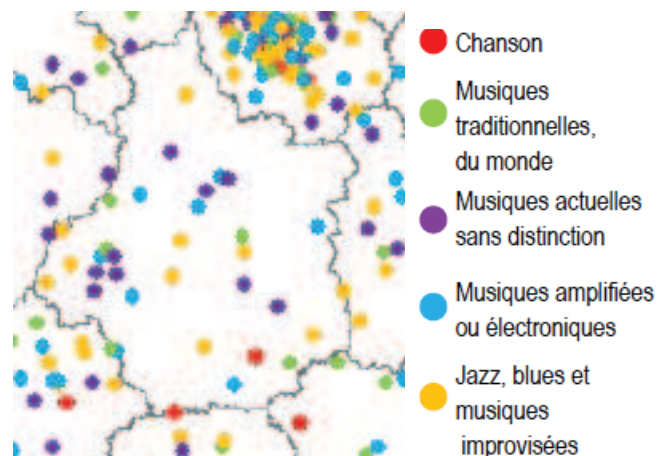 Chanson
Musiques
traditionnelles,
du monde
Musiques actuelles
sans distinction
Musiques amplifiées
ou électroniques
Jazz, blues et
musiques
improvisées